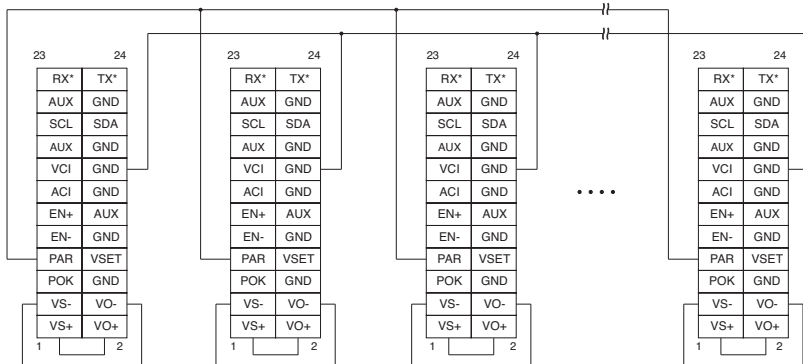 23 24 23 24 23 24 23 24
RX* TX* RX* TX* RX* TX* RX* TX*
AUX GND AUX GND AUX GND AUX GND
SCL SDA SCL SDA SCL SDA SCL SDA
AUX GND AUX GND AUX GND AUX GND
VCI GND VCI GND VCI GND VCI GND
ACI GND ACI GND ACI GND ACI GND
EN+ AUX EN+ AUX EN+ AUX EN+ AUX
EN- GND EN- GND EN- GND EN- GND
PAR VSET PAR VSET PAR VSET PAR VSET
POK GND POK GND POK GND POK GND
VS- VO- VS- VO- VS- VO- VS- VO-
VS+ VO+ VS+ VO+ VS+ VO+ VS+ VO+
1 2 1 2 1 2 1 2